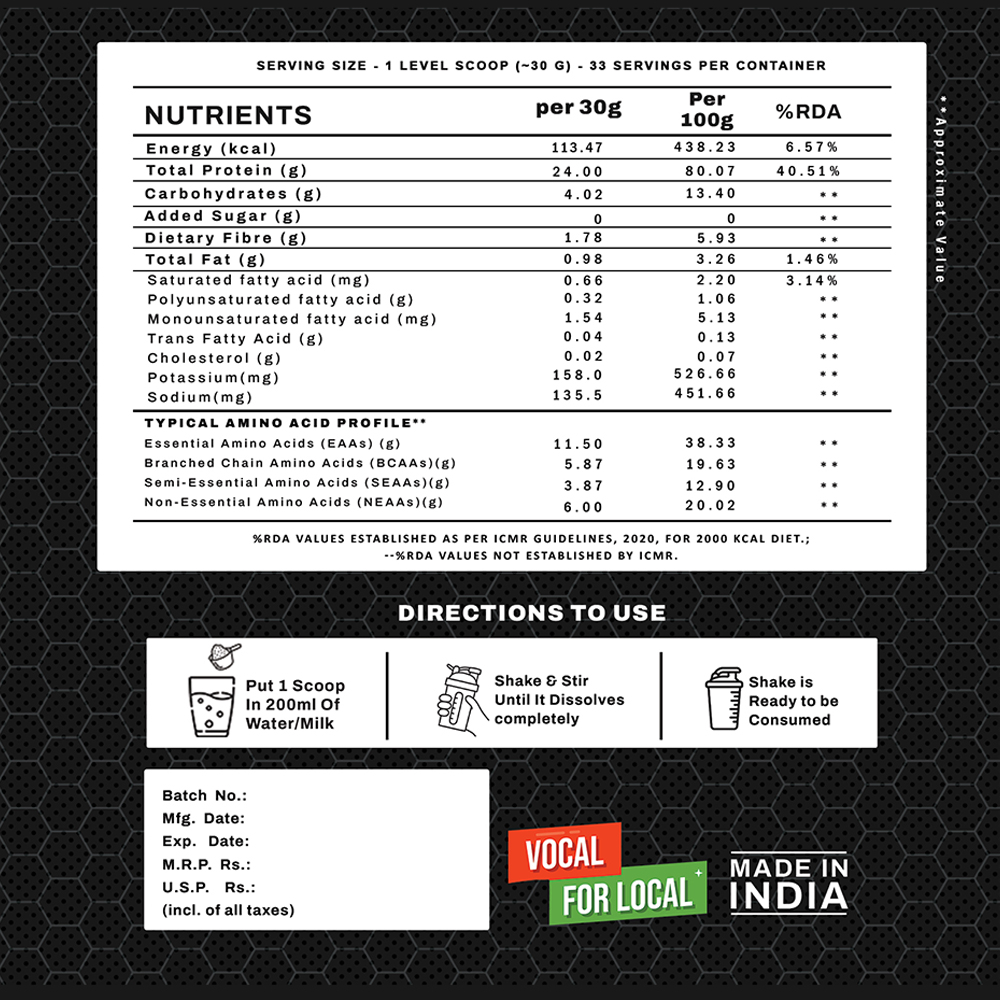 SERVING SIZE - 1 LEVEL SCOOP (~30 G) - 33 SERVINGS PER CONTAINER
NUTRIENTS per 30g Per 100g %RDA
Energy (kcal) 113.47 438.23 6.57%
Total Protein (g) 24.00 80.07 40.51%
Carbohydrates (g) 4.02 13.40 **
Added Sugar (g) 0 0 **
Dietary Fibre (g) 1.78 5.93 **
Total Fat (g) 0.98 3.26 1.46%
Saturated fatty acid (mg) 0.66 2.20 3.14%
Polyunsaturated fatty acid (g) 0.32 1.06 **
Monounsaturated fatty acid (mg) 1.54 5.13 **
Trans Fatty Acid (g) 0.04 0.13 **
Cholesterol (g) 0.02 0.07 **
Potassium(mg) 158.0 526.66 **
Sodium(mg) 135.5 451.66 **
TYPICAL AMINO ACID PROFILE**
Essential Amino Acids (EAAs) (g) 11.50 38.33 **
Branched Chain Amino Acids (BCAAs)(g) 5.87 19.63 **
Semi-Essential Amino Acids (SEAAs)(g) 3.87 12.90 **
Non-Essential Amino Acids (NEAAs)(g) 6.00 20.02 **
%RDA VALUES ESTABLISHED AS PER ICMR GUIDELINES, 2020, FOR 2000 KCAL DIET.;
--%RDA VALUES NOT ESTABLISHED BY ICMR.
**Approximate Value
DIRECTIONS TO USE
Put 1 Scoop
In 200ml Of
Water/Milk
Shake & Stir
Until It Dissolves
completely
Shake is
Ready to be
Consumed
Batch No.:
Mfg. Date:
Exp. Date:
M.R.P. Rs.:
U.S.P. Rs.:
(incl. of all taxes)
VOCAL
FOR LOCAL
MADE IN
INDIA